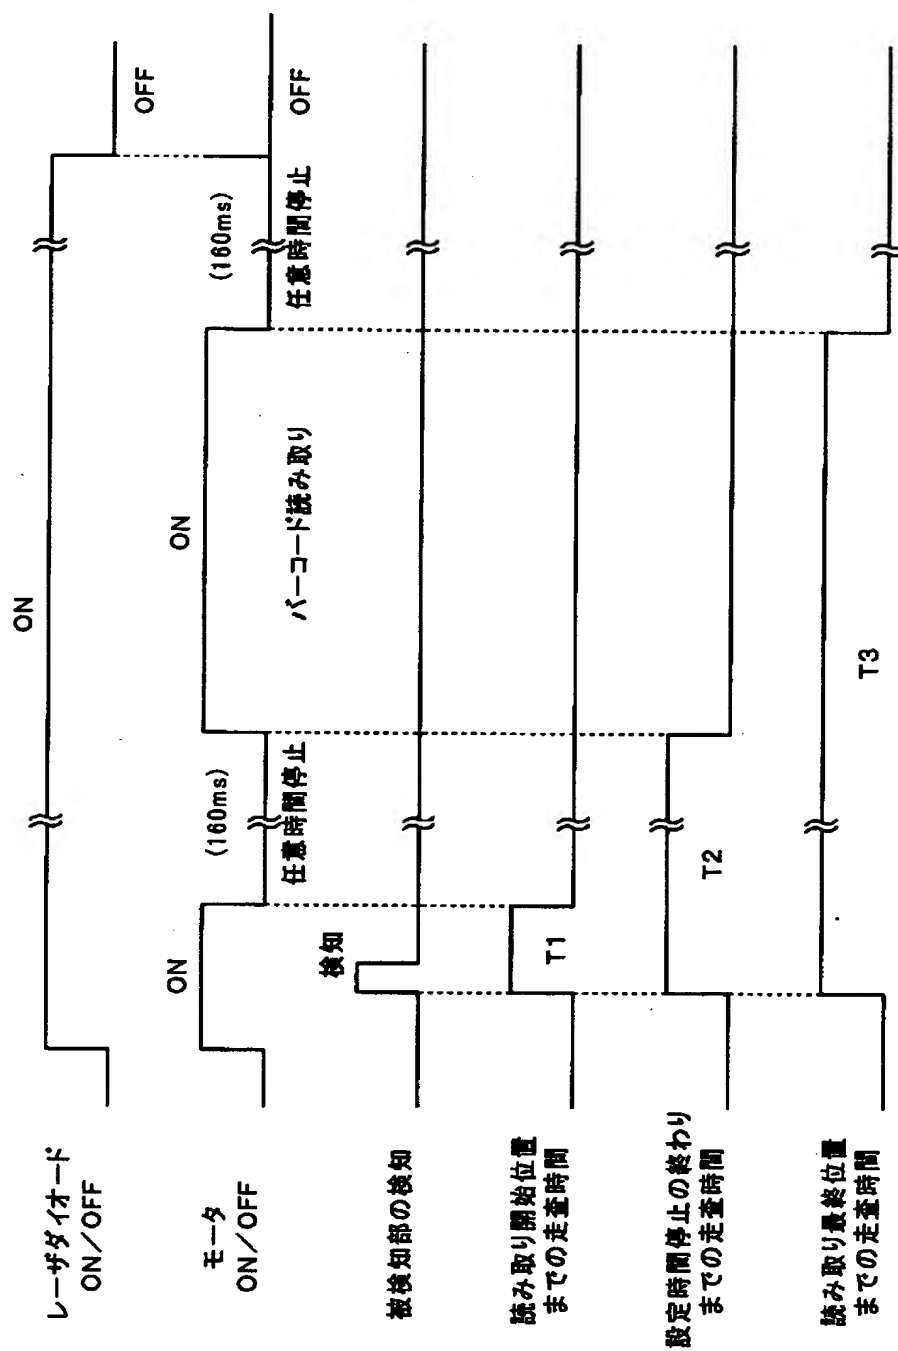 レーザダイオード
ON/OFF
ON
OFF
モータ
ON/OFF
ON
(160ms)
任意時間停止
ON
バーコード読み取り
(160ms)
任意時間停止
OFF
被検知部の検知
検知
読み取り開始位置
までの走査時間
T1
設定時間停止の終わり
までの走査時間
T2
読み取り最終位置
までの走査時間
T3